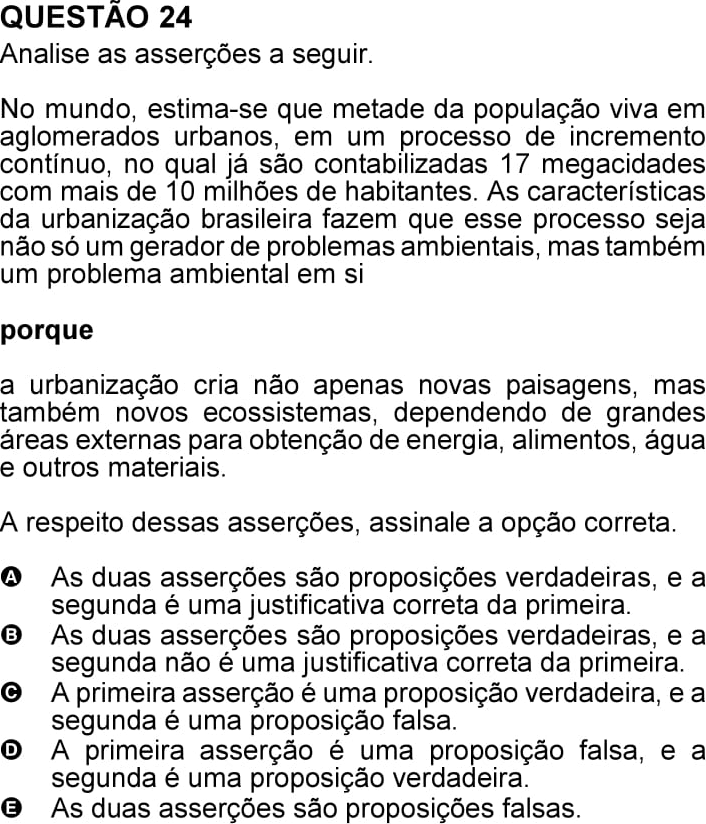 QUESTÃO 24
Analise as asserções a seguir.
No mundo, estima-se que metade da população viva em
aglomerados urbanos, em um processo de incremento
contínuo, no qual já são contabilizadas 17 megacidades
com mais de 10 milhões de habitantes. As características
da urbanização brasileira fazem que esse processo seja
não só um gerador de problemas ambientais, mas também
um problema ambiental em si
porque
a urbanização cria não apenas novas paisagens, mas
também novos ecossistemas, dependendo de grandes
áreas externas para obtenção de energia, alimentos, água
e outros materiais.
A respeito dessas asserções, assinale a opção correta.
A As duas asserções são proposições verdadeiras, e a
segunda é uma justificativa correta da primeira.
B As duas asserções são proposições verdadeiras, e a
segunda não é uma justificativa correta da primeira.
C A primeira asserção é uma proposição verdadeira, e a
segunda é uma proposição falsa.
D A primeira asserção é uma proposição falsa, e a
segunda é uma proposição verdadeira.
E As duas asserções são proposições falsas.